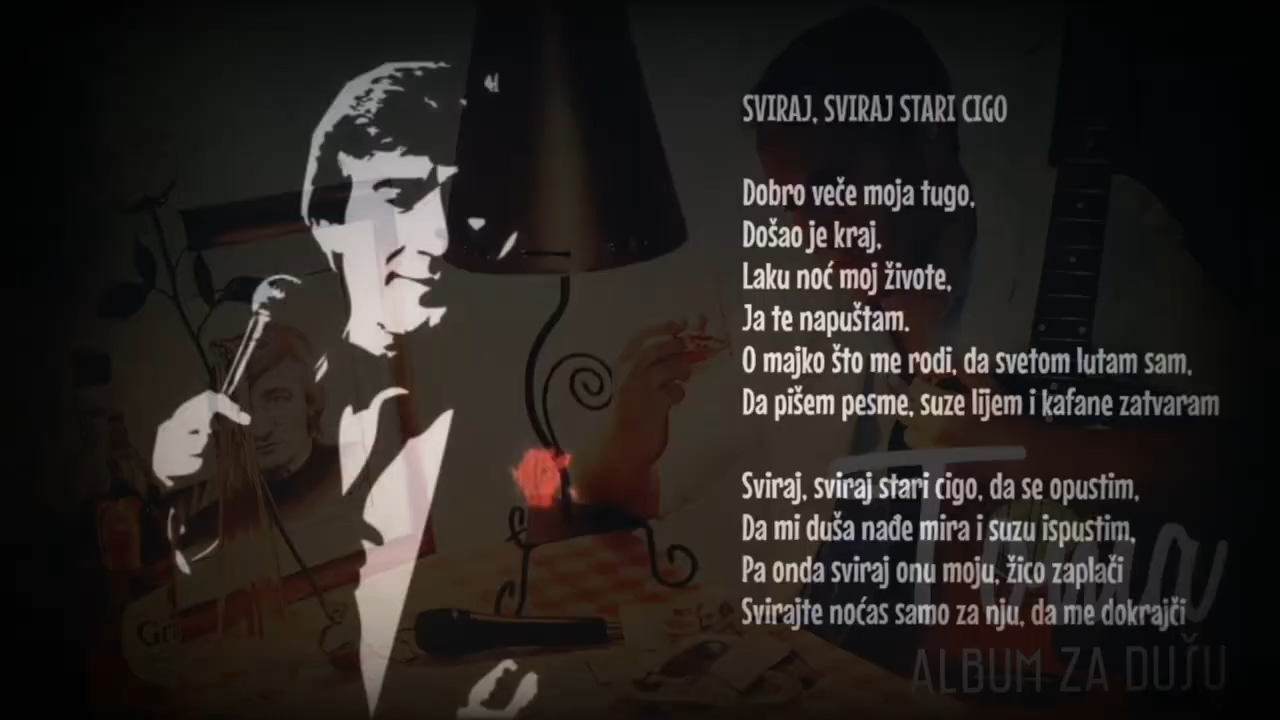 SVIRAJ, SVIRAJ STARI CIGO
Dobro veče moja tugo,
Došao je kraj,
Laku noć moj živote,
Ja te napuštam.
O majko što me rodi, da svetom lutam sam,
Da pišem pesme, suze lijem i kafane zatvaram
Sviraj, sviraj stari cigo, da se opustim,
Da mi duša nađe mira i suzu ispustim,
Pa onda sviraj onu moju, žico zaplači
Svirajte noćas samo za nju, da me dokrajči
Toma
ALBUM ZA DUŠU